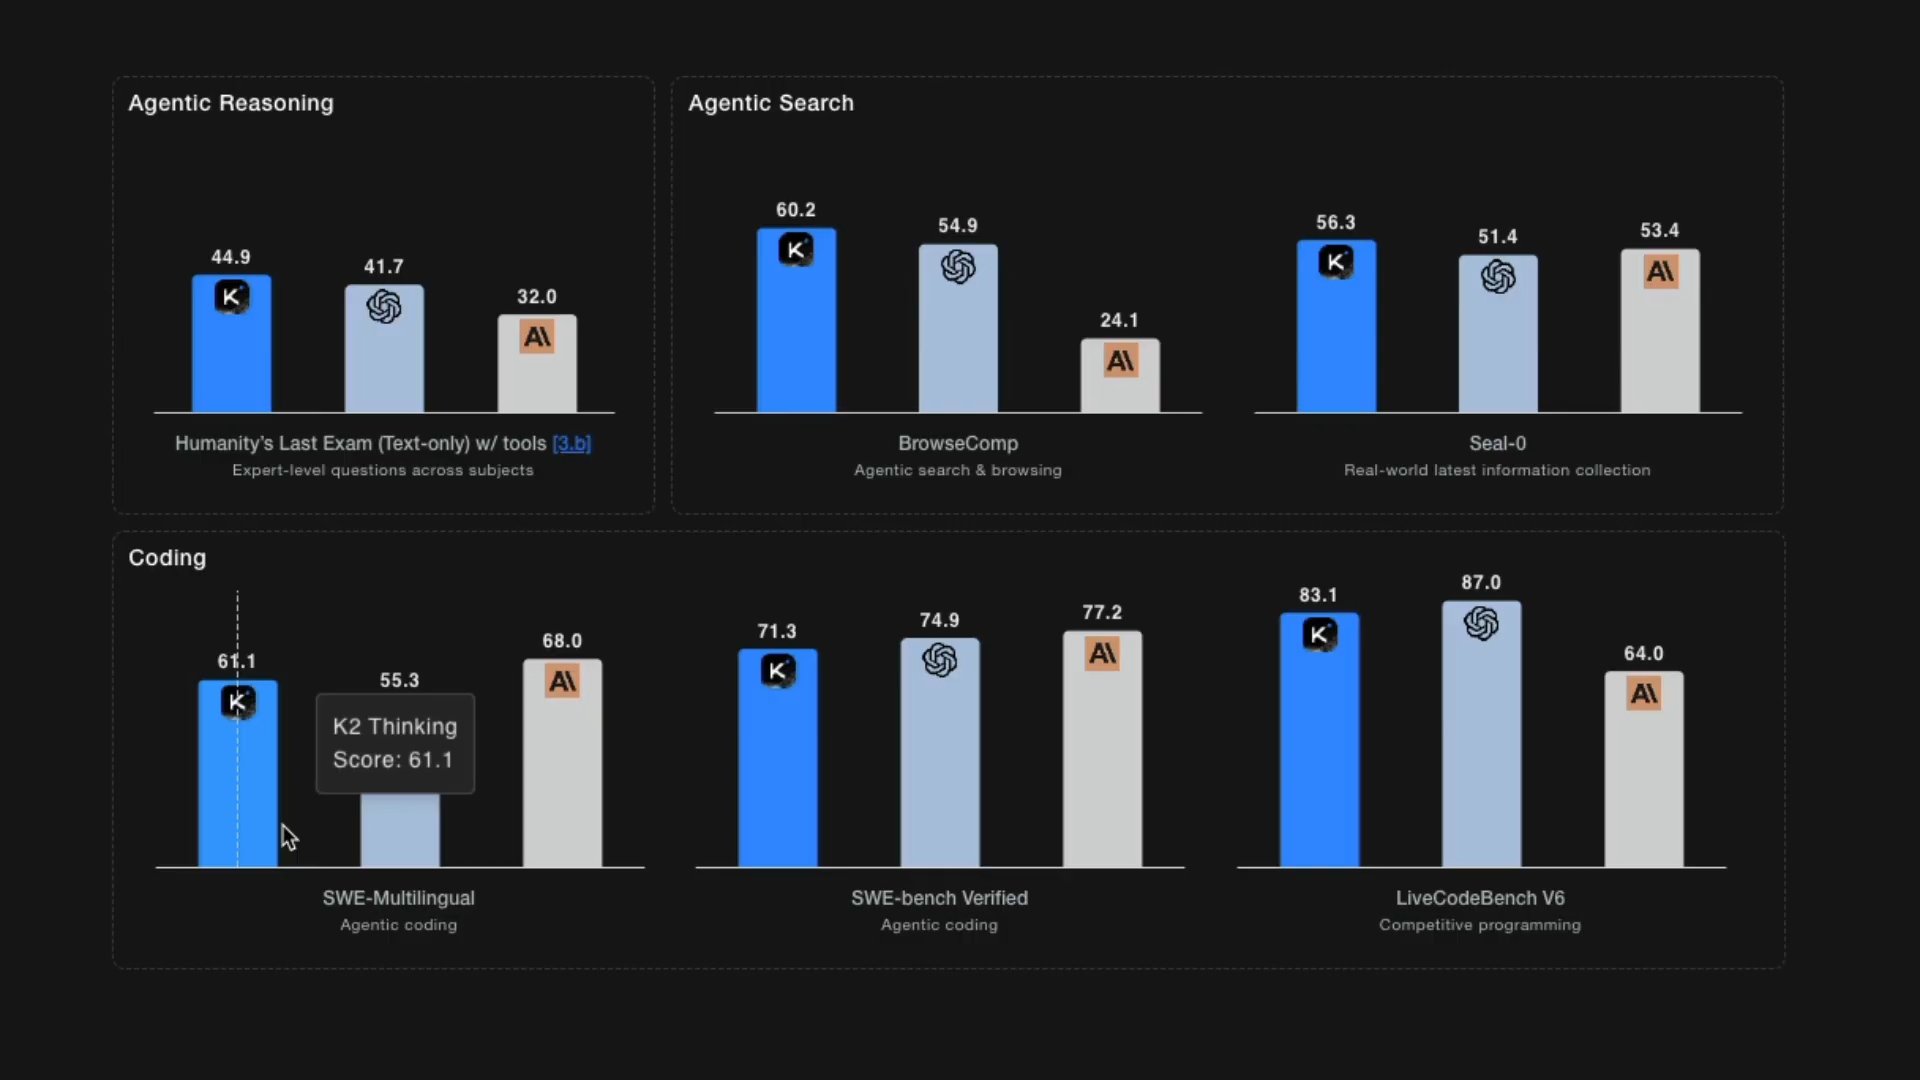 Agentic Reasoning
44.9
41.7
32.0
Humanity's Last Exam (Text-only) w/ tools [3.b]
Expert-level questions across subjects
Agentic Search
60.2
54.9
24.1
BrowseComp
Agentic search & browsing
56.3
51.4
53.4
Seal-0
Real-world latest information collection
Coding
61.1
55.3
68.0
K2 Thinking
Score: 61.1
SWE-Multilingual
Agentic coding
71.3
74.9
77.2
SWE-bench Verified
Agentic coding
83.1
87.0
64.0
LiveCodeBench V6
Competitive programming